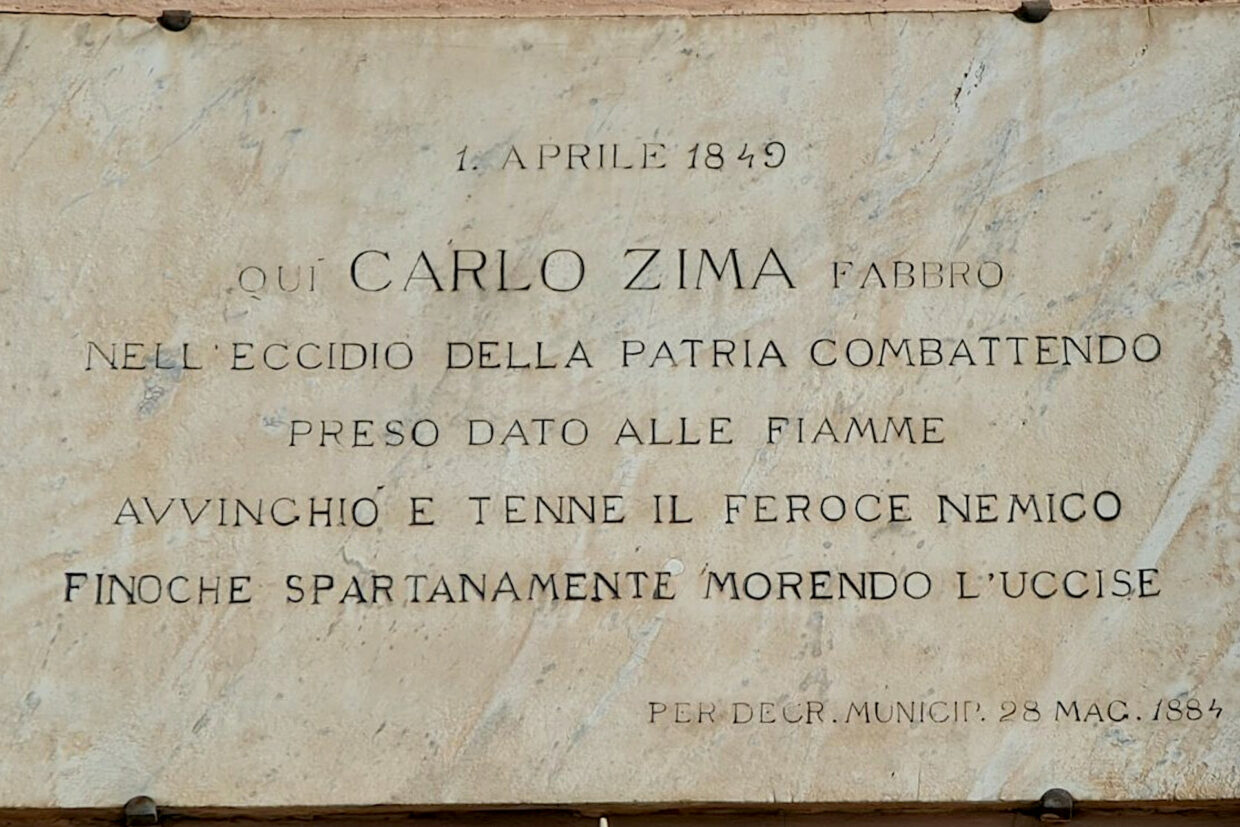 1. APRILE 1849
QUI CARLO ZIMA FABBRO
NELL'ECCIDIO DELLA PATRIA COMBATTENDO
PRESO DATO ALLE FIAMME
AVVINGHIÒ E TENNE IL FEROCE NEMICO
FINOCHE SPARTANAMENTE MORENDO L'UCCISE
PER DECR. MUNICIP. 28 MAG. 1884